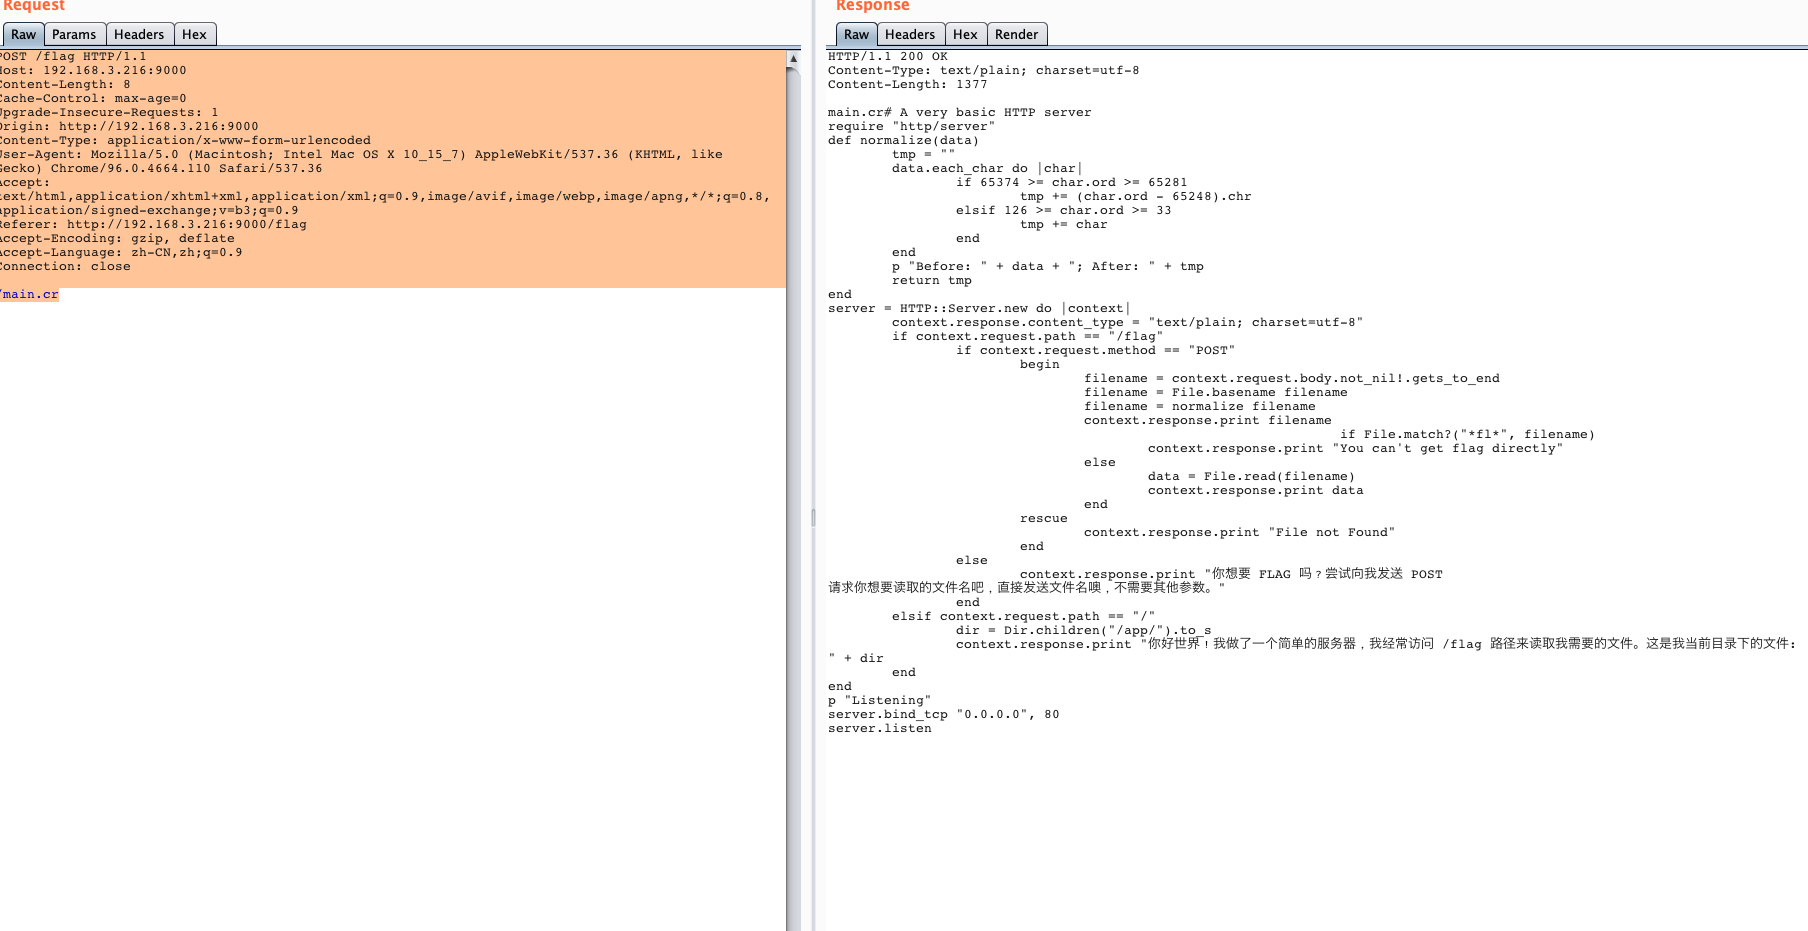 Request
Raw Params Headers Hex
POST /flag HTTP/1.1
Host: 192.168.3.216:9000
Content-Length: 8
Cache-Control: max-age=0
Upgrade-Insecure-Requests: 1
Origin: http://192.168.3.216:9000
Content-Type: application/x-www-form-urlencoded
User-Agent: Mozilla/5.0 (Macintosh; Intel Mac OS X 10_15_7) AppleWebKit/537.36 (KHTML, like
Gecko) Chrome/96.0.4664.110 Safari/537.36
Accept:
text/html,application/xhtml+xml,application/xml;q=0.9,image/avif,image/webp,image/apng,*/*;q=0.8,
application/signed-exchange;v=b3;q=0.9
Referer: http://192.168.3.216:9000/flag
Accept-Encoding: gzip, deflate
Accept-Language: zh-CN,zh;q=0.9
Connection: close
/main.cr
Response
Raw Headers Hex Render
HTTP/1.1 200 OK
Content-Type: text/plain; charset=utf-8
Content-Length: 1377
main.cr# A very basic HTTP server
require "http/server"
def normalize(data)
tmp = ""
data.each_char do |char|
if 65374 >= char.ord >= 65281
tmp += (char.ord - 65248).chr
elsif 126 >= char.ord >= 33
tmp += char
end
end
p "Before: " + data + "; After: " + tmp
return tmp
end
server = HTTP::Server.new do |context|
context.response.content_type = "text/plain; charset=utf-8"
if context.request.path == "/flag"
if context.request.method == "POST"
begin
filename = context.request.body.not_nil!.gets_to_end
filename = File.basename filename
filename = normalize filename
context.response.print filename
if File.match?("*fl*", filename)
context.response.print "You can't get flag directly"
else
data = File.read(filename)
context.response.print data
end
rescue
context.response.print "File not Found"
end
else
context.response.print "你想要 FLAG 吗？尝试向我发送 POST
请求你想要读取的文件名吧，直接发送文件名噢，不需要其他参数。"
end
elsif context.request.path == "/"
dir = Dir.children("/app/").to_s
context.response.print "你好世界！我做了一个简单的服务器，我经常访问 /flag 路径来读取我需要的文件。这是我当前目录下的文件：
" + dir
end
end
p "Listening"
server.bind_tcp "0.0.0.0", 80
server.listen